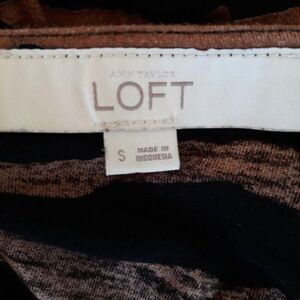 ANN TAYLOR
LOFT
S
MADE IN
INDONESIA